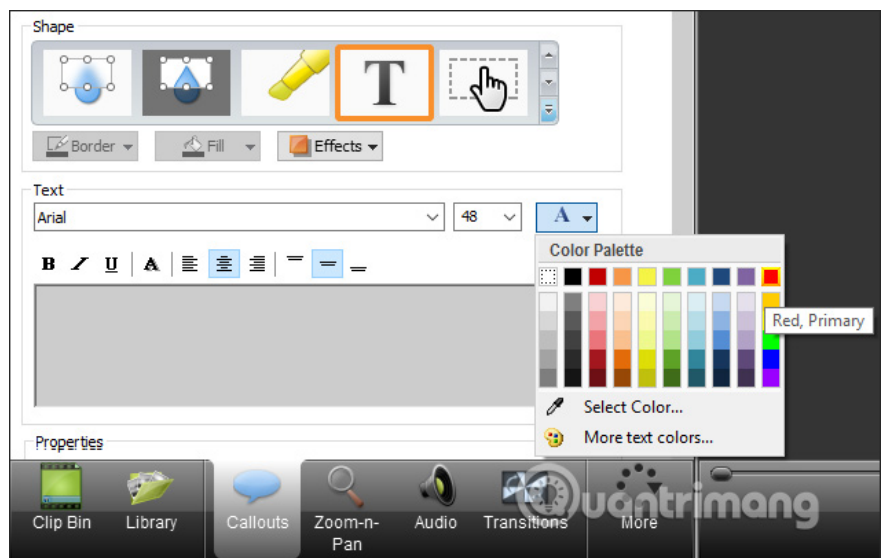 Shape
T
Border
Fill
Effects
Text
Arial
48
A
B I U A
Color Palette
Red, Primary
Select Color...
More text colors...
Properties
Clip Bin
Library
Callouts
Zoom-n-
Pan
Audio
Transitions
More
Quantrimang